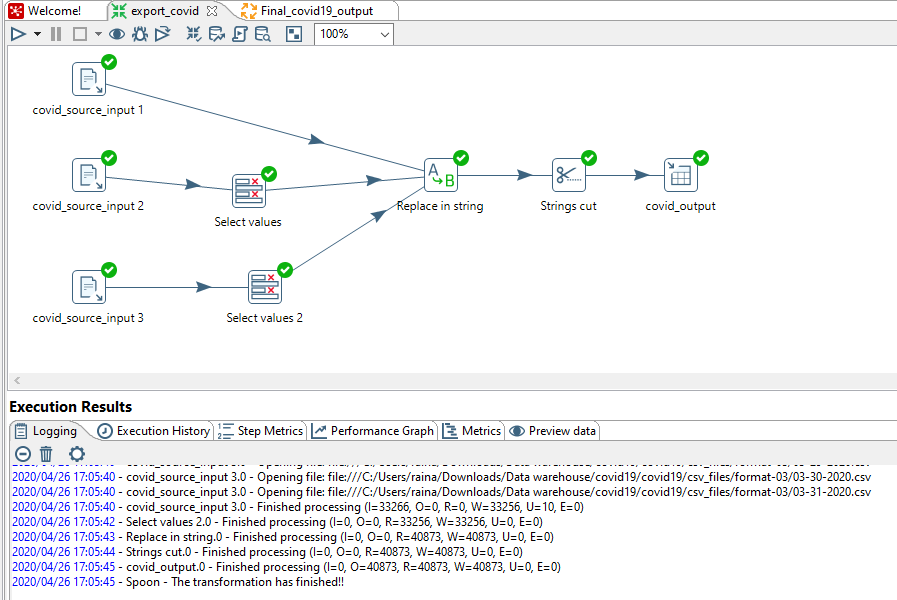 Welcome!
export_covid
Final_covid19_output
100%
covid_source_input 1
covid_source_input 2
Select values
Replace in string
Strings cut
covid_output
covid_source_input 3
Select values 2
A
B
Execution Results
Logging
Execution History
Step Metrics
Performance Graph
Metrics
Preview data
2020/04/26 17:05:40 - covid_source_input 3.0 - Opening file: file:///C:/Users/raina/Downloads/Data warehouse/covid19/covid19/csv_files/format-03/03-30-2020.csv
2020/04/26 17:05:40 - covid_source_input 3.0 - Opening file: file:///C:/Users/raina/Downloads/Data warehouse/covid19/covid19/csv_files/format-03/03-31-2020.csv
2020/04/26 17:05:40 - covid_source_input 3.0 - Finished processing (I=33266, O=0, R=0, W=33256, U=10, E=0)
2020/04/26 17:05:42 - Select values 2.0 - Finished processing (I=0, O=0, R=33256, W=33256, U=0, E=0)
2020/04/26 17:05:43 - Replace in string.0 - Finished processing (I=0, O=0, R=40873, W=40873, U=0, E=0)
2020/04/26 17:05:44 - Strings cut.0 - Finished processing (I=0, O=0, R=40873, W=40873, U=0, E=0)
2020/04/26 17:05:45 - covid_output.0 - Finished processing (I=0, O=40873, R=40873, W=40873, U=0, E=0)
2020/04/26 17:05:45 - Spoon - The transformation has finished!!